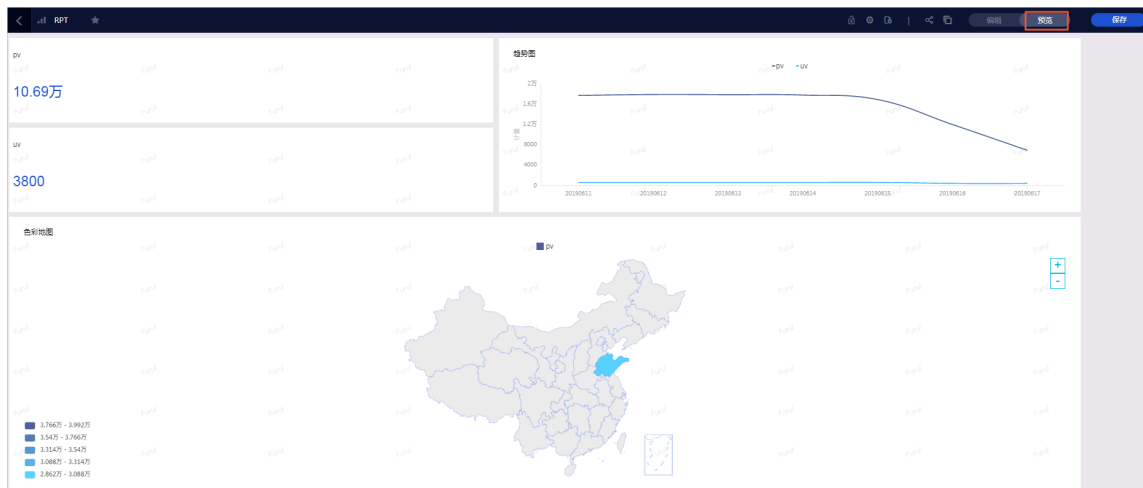 RPT
编辑
预览
保存
pv
10.69万
uv
3800
趋势图
pv uv
2万
1.6万
1.2万
8000
4000
0
计量
20190611 20190612 20190613 20190614 20190615 20190616 20190617
色彩地图
pv
+
-
3.766万 - 3.992万
3.54万 - 3.766万
3.314万 - 3.54万
3.088万 - 3.314万
2.862万 - 3.088万